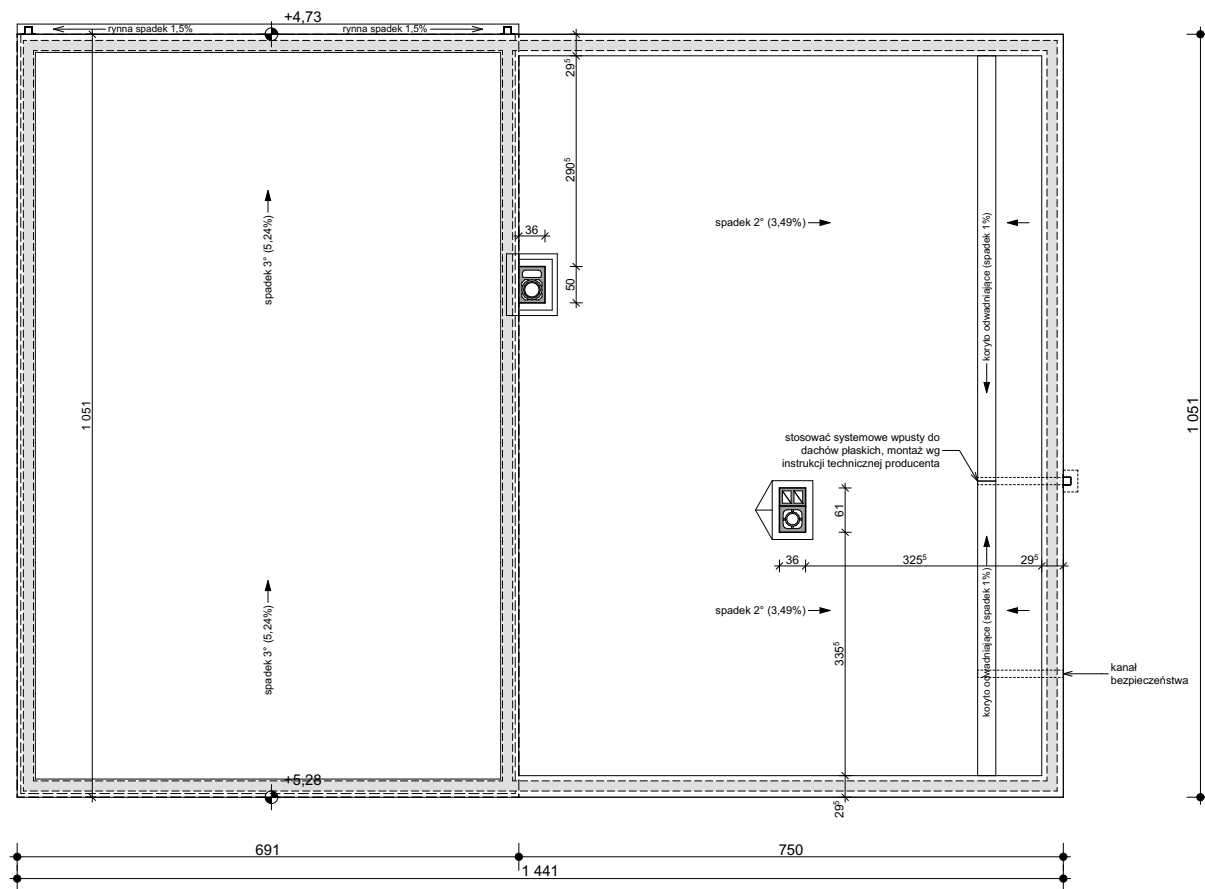 +4,73
rynna spadek 1,5%
rynna spadek 1,5%
29⁵
290⁵
spadek 3° (5,24%)
36
50
spadek 2° (3,49%)
koryto odwadniające (spadek 1%)
1 051
1 051
stosować systemowe wpusty do
dachów płaskich, montaż wg
instrukcji technicznej producenta
61
36
325⁵
29⁵
spadek 3° (5,24%)
spadek 2° (3,49%)
335⁵
koryto odwadniające (spadek 1%)
kanał
bezpieczeństwa
+5,28
29⁵
691
750
1 441